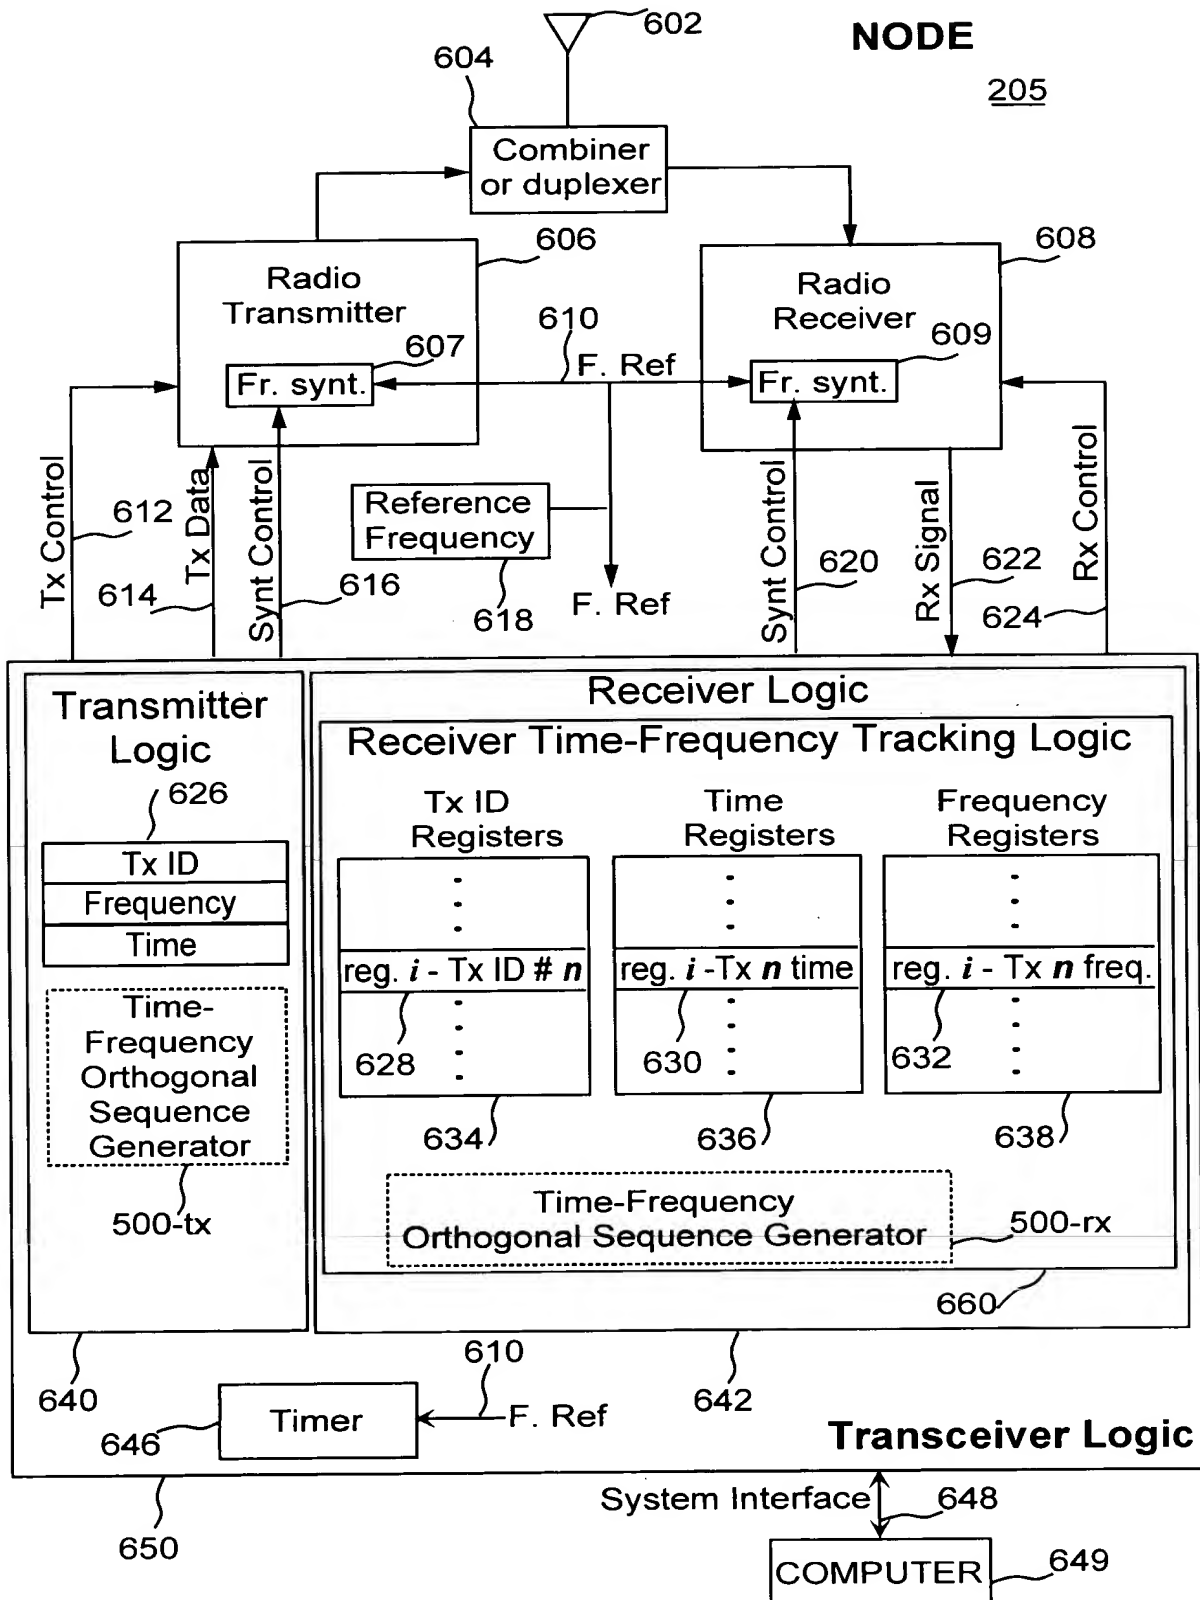 602
NODE
604
205
Combiner
or duplexer
606
608
Radio
Transmitter
Radio
Receiver
610
607
609
F. Ref
Fr. synt.
Fr. synt.
Tx Control
612
Tx Data
614
Synt Control
616
Reference
Frequency
618
F. Ref
Synt Control
620
Rx Signal
622
624
Rx Control
Transmitter
Logic
Receiver Logic
Receiver Time-Frequency Tracking Logic
626
Tx ID
Frequency
Time
Tx ID
Registers
Time
Registers
Frequency
Registers
reg. i - Tx ID # n
reg. i -Tx n time
reg. i - Tx n freq.
628
630
632
Time-
Frequency
Orthogonal
Sequence
Generator
634
636
638
500-tx
Time-Frequency
Orthogonal Sequence Generator
500-rx
660
640
610
642
646
Timer
F. Ref
Transceiver Logic
650
System Interface
648
COMPUTER
649